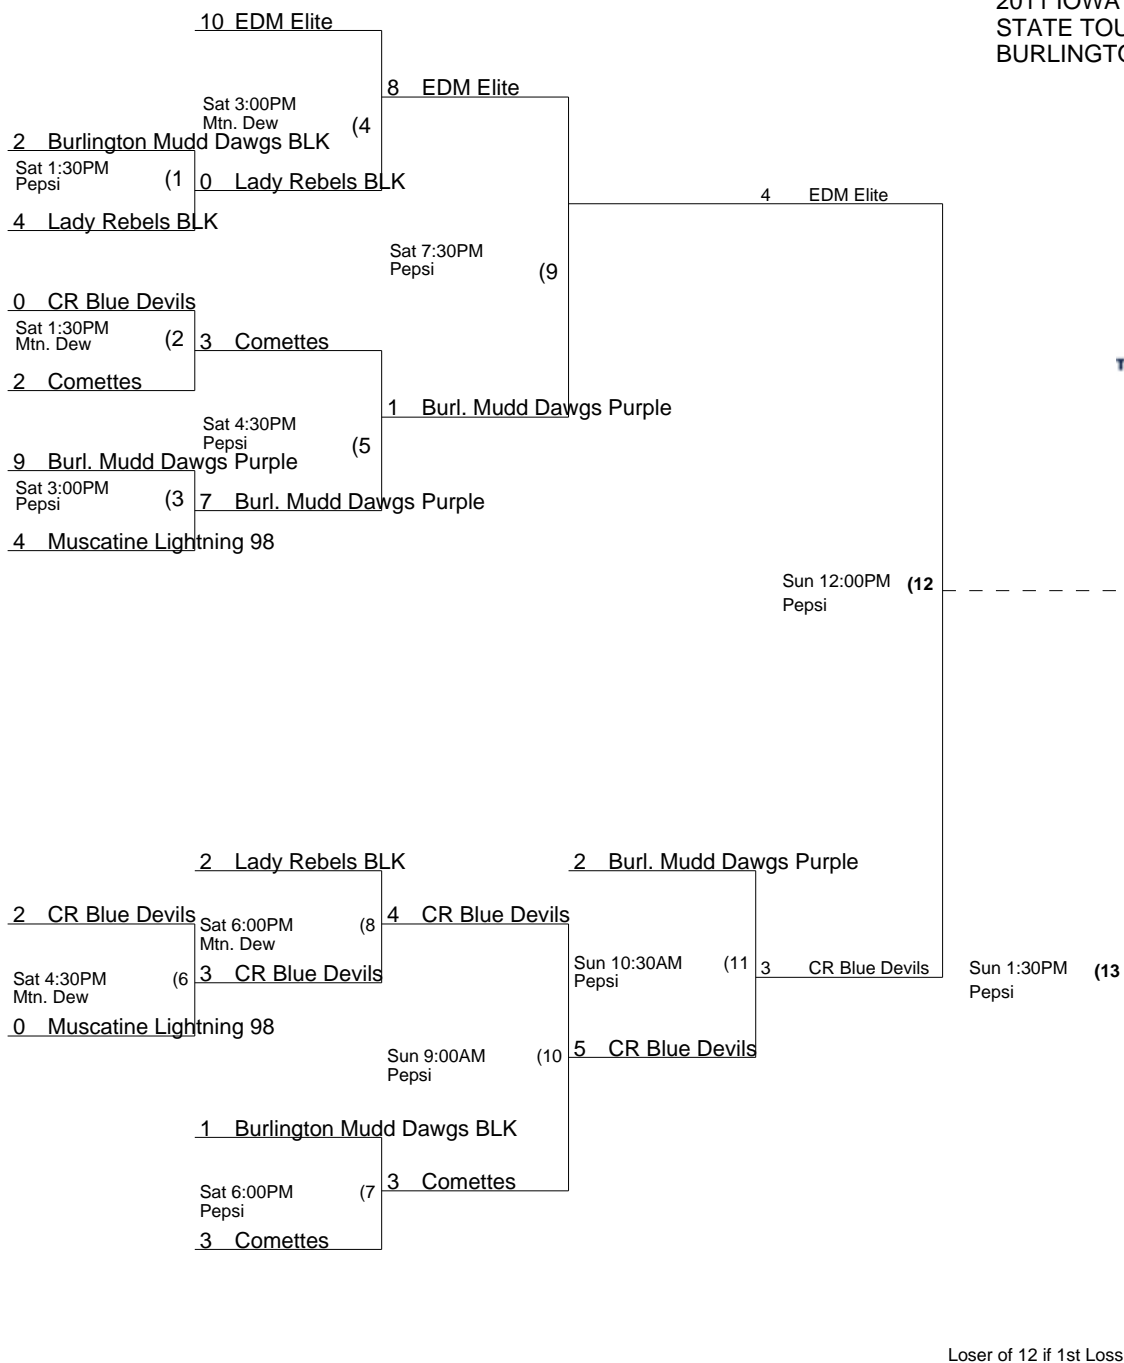 2011 IOWA
STATE TOU
BURLINGTO
10 EDM Elite
8 EDM Elite
Sat 3:00PM
Mtn. Dew (4
2 Burlington Mudd Dawgs BLK
Sat 1:30PM
Pepsi (1
0 Lady Rebels BLK
4 EDM Elite
4 Lady Rebels BLK
Sat 7:30PM
Pepsi (9
0 CR Blue Devils
Sat 1:30PM
Mtn. Dew (2
3 Comettes
2 Comettes
1 Burl. Mudd Dawgs Purple
Sat 4:30PM
Pepsi (5
9 Burl. Mudd Dawgs Purple
Sat 3:00PM
Pepsi (3
7 Burl. Mudd Dawgs Purple
4 Muscatine Lightning 98
Sun 12:00PM (12
Pepsi
2 Lady Rebels BLK
2 Burl. Mudd Dawgs Purple
2 CR Blue Devils
Sat 6:00PM (8
Mtn. Dew
4 CR Blue Devils
3 CR Blue Devils
Sat 4:30PM (6
Mtn. Dew
Sun 10:30AM (11
Pepsi
3 CR Blue Devils
Sun 1:30PM (13
Pepsi
0 Muscatine Lightning 98
Sun 9:00AM (10
Pepsi
5 CR Blue Devils
1 Burlington Mudd Dawgs BLK
Sat 6:00PM (7
Pepsi
3 Comettes
3 Comettes
Loser of 12 if 1st Loss